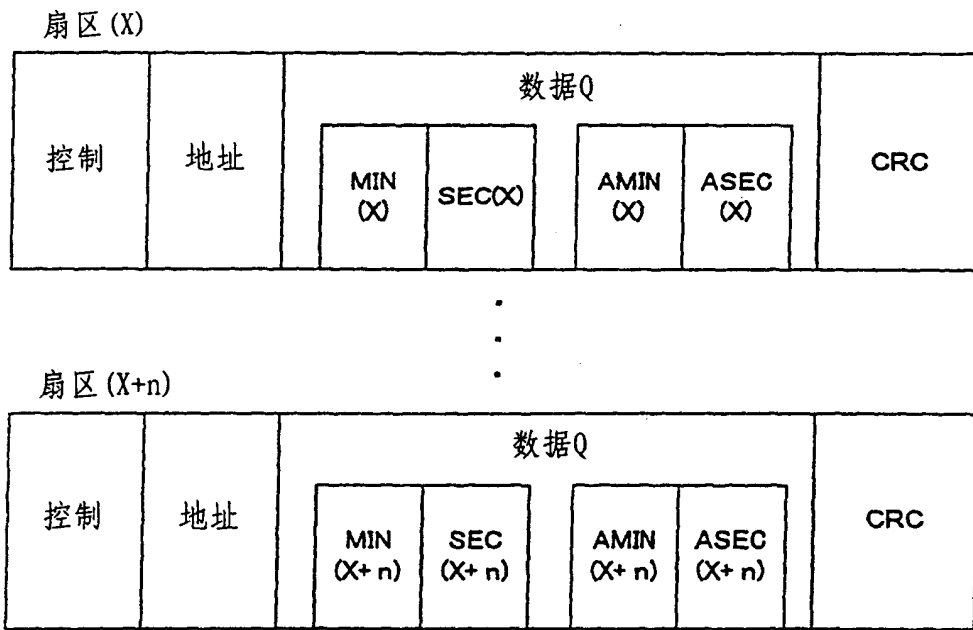 扇区(X)
控制
地址
数据Q
MIN
(X)
SEC(X)
AMIN
(X)
ASEC
(X)
CRC
扇区(X+n)
控制
地址
数据Q
MIN
(X+n)
SEC
(X+n)
AMIN
(X+n)
ASEC
(X+n)
CRC